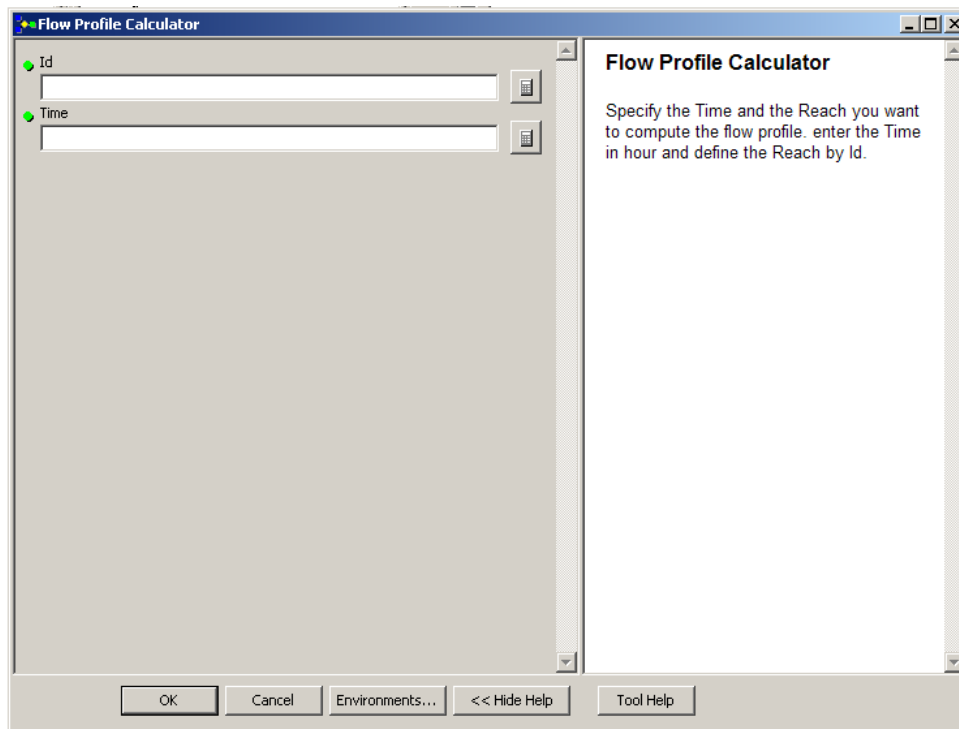 Flow Profile Calculator
Id
Time
Flow Profile Calculator
Specify the Time and the Reach you want
to compute the flow profile. enter the Time
in hour and define the Reach by Id.
OK Cancel Environments... << Hide Help Tool Help